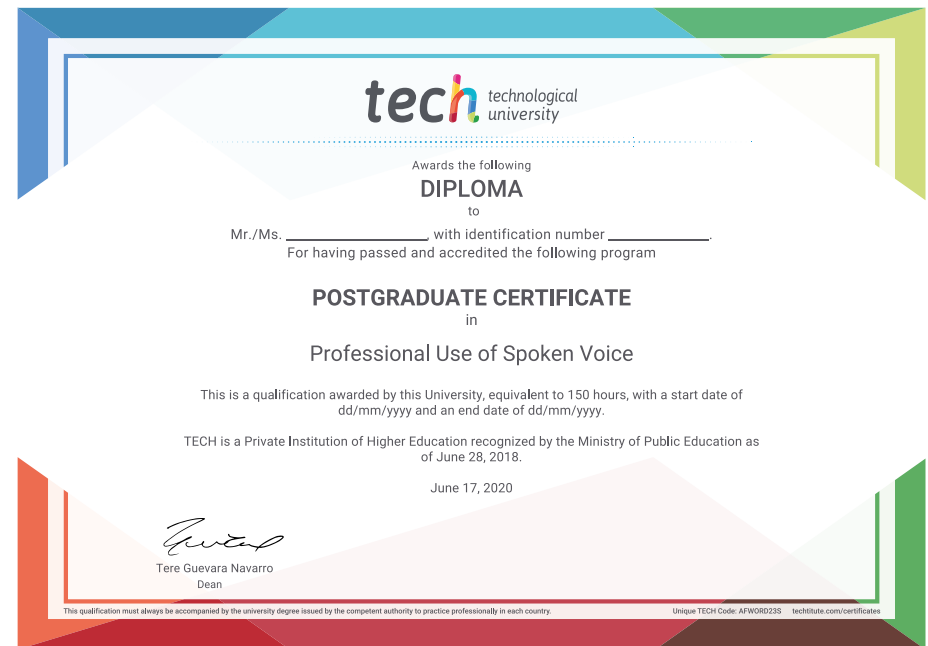 tech technological
university
Awards the following
DIPLOMA
to
Mr./Ms. ____________________, with identification number ______________.
For having passed and accredited the following program
POSTGRADUATE CERTIFICATE
in
Professional Use of Spoken Voice
This is a qualification awarded by this University, equivalent to 150 hours, with a start date of
dd/mm/yyyy and an end date of dd/mm/yyyy.
TECH is a Private Institution of Higher Education recognized by the Ministry of Public Education as
of June 28, 2018.
June 17, 2020
Tere Guevara Navarro
Dean
This qualification must always be accompanied by the university degree issued by the competent authority to practice professionally in each country.
Unique TECH Code: AFWORD23S techtitute.com/certificates